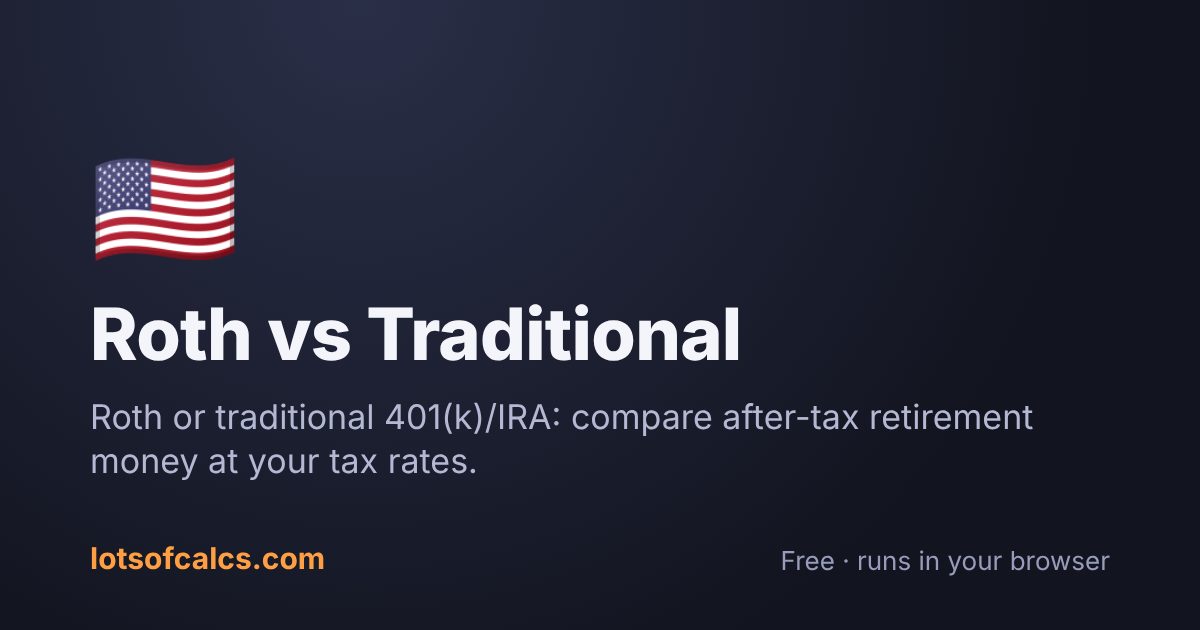 Roth vs Traditional
Roth or traditional 401(k)/IRA: compare after-tax retirement
money at your tax rates.
lotsofcalcs.com
Free · runs in your browser